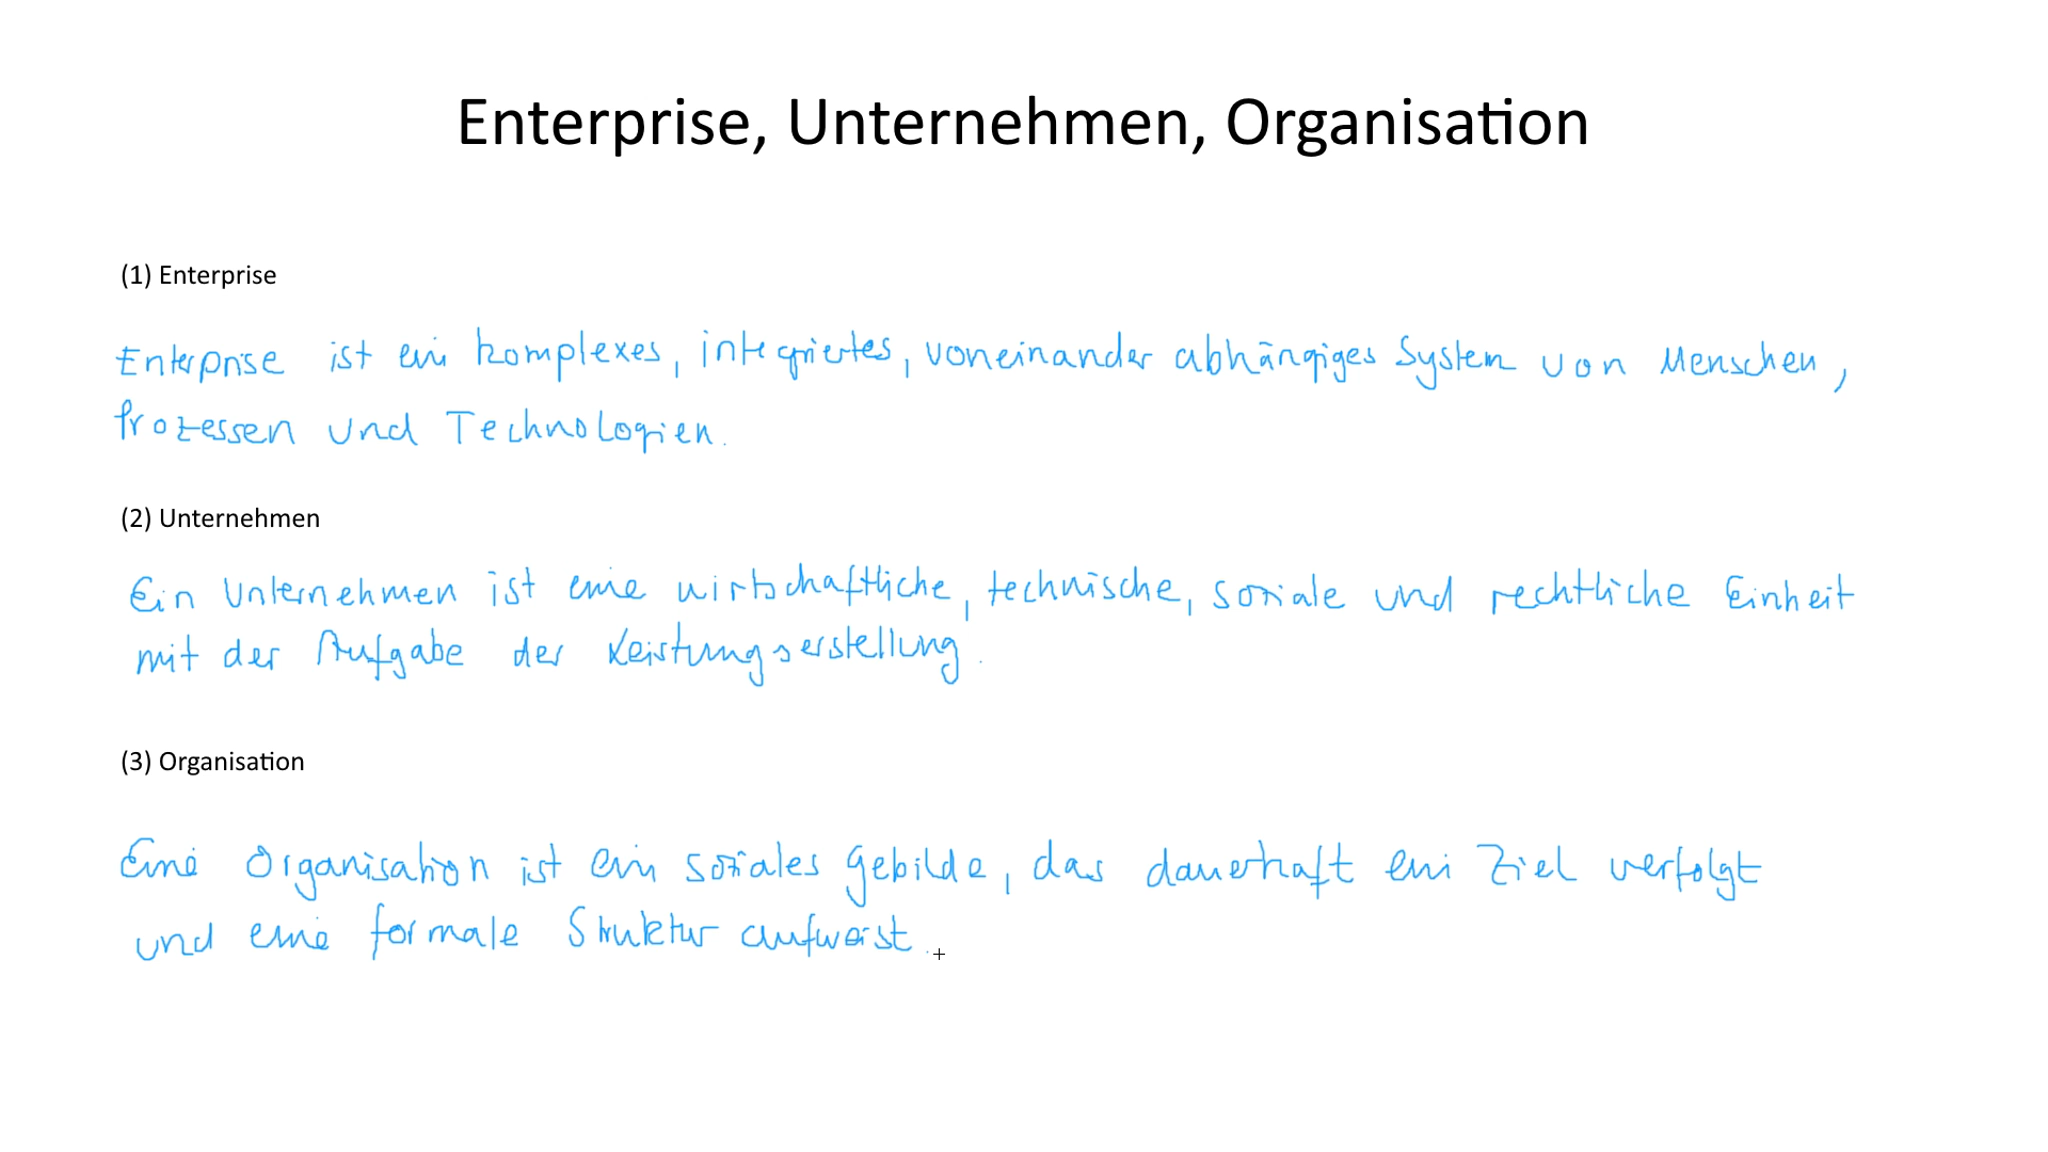 Enterprise, Unternehmen, Organisation
(1) Enterprise
Enterprise ist ein komplexes, integriertes, voneinander abhängiges System von Menschen,
Prozessen und Technologien.
(2) Unternehmen
Ein Unternehmen ist eine wirtschaftliche, technische, soziale und rechtliche Einheit
mit der Aufgabe der Leistungserstellung.
(3) Organisation
Eine Organisation ist ein soziales Gebilde, das dauerhaft ein Ziel verfolgt
und eine formale Struktur aufweist.